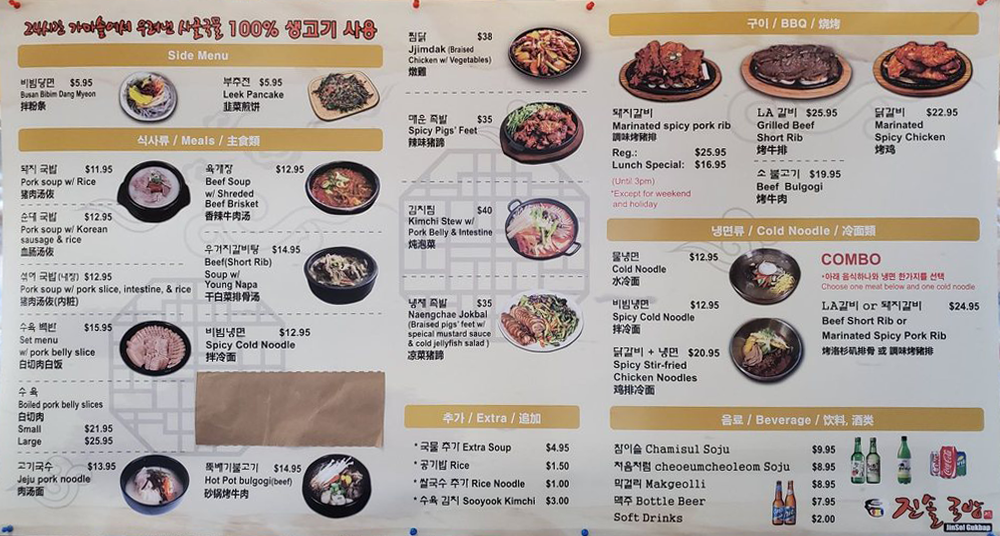 24시간 가마솥에서 우려낸 사골국물 100% 생고기 사용
Side Menu
비빔당면 $5.95
Busan Bibim Dang Myeon
拌粉条
부추전 $5.95
Leek Pancake
韭菜煎饼
식사류 / Meals / 主食類
돼지 국밥 $11.95
Pork soup w/ Rice
猪肉汤饭
순대 국밥 $12.95
Pork soup w/ Korean
sausage & rice
血肠汤饭
섞어 국밥(내장) $12.95
Pork soup w/ pork slice, intestine, & rice
猪肉汤饭(内脏)
수육 백반 $15.95
Set menu
w/ pork belly slice
白切肉白饭
수 육
Boiled pork belly slices
白切肉
Small $21.95
Large $25.95
고기국수 $13.95
Jeju pork noodle
肉汤面
육개장 $12.95
Beef Soup
w/ Shreded
Beef Brisket
香辣牛肉汤
우거지갈비탕 $14.95
Beef(Short Rib)
Soup w/
Young Napa
干白菜排骨汤
비빔냉면 $12.95
Spicy Cold Noodle
拌冷面
뚝배기불고기 $14.95
Hot Pot bulgogi(beef)
砂锅烤牛肉
찜닭 $38
Jjimdak (Braised
Chicken w/ Vegetables)
燉雞
매운 족발 $35
Spicy Pigs' Feet
辣味猪蹄
김치찜 $40
Kimchi Stew w/
Pork Belly & Intestine
炖泡菜
냉채 족발 $35
Naengchae Jokbal
(Braised pigs' feet w/
speical mustard sauce
& cold jellyfish salad )
凉菜猪蹄
추가 / Extra / 追加
* 국물 추가 Extra Soup $4.95
* 공기밥 Rice $1.50
* 쌀국수 추가 Rice Noodle $1.00
* 수육 김치 Sooyook Kimchi $3.00
구이 / BBQ / 烧烤
돼지갈비
Marinated spicy pork rib
調味烤豬排
Reg.: $25.95
Lunch Special: $16.95
(Until 3pm)
*Except for weekend
and holiday
LA 갈비 $25.95
Grilled Beef
Short Rib
烤牛排
소 불고기 $19.95
Beef Bulgogi
烤牛肉
닭갈비 $22.95
Marinated
Spicy Chicken
烤鸡
냉면류 / Cold Noodle / 冷面類
물냉면 $12.95
Cold Noodle
水冷面
비빔냉면 $12.95
Spicy Cold Noodle
拌冷面
닭갈비 + 냉면 $20.95
Spicy Stir-fried
Chicken Noodles
鸡排冷面
COMBO
*아래 음식하나와 냉면 한가지를 선택
Choose one meat below and one cold noodle
LA갈비 or 돼지갈비 $24.95
Beef Short Rib or
Marinated Spicy Pork Rib
烤洛杉矶排骨 或 調味烤豬排
음료 / Beverage / 饮料, 酒类
참이슬 Chamisul Soju $9.95
처음처럼 cheoeumcheoleom Soju $8.95
막걸리 Makgeolli $8.95
맥주 Bottle Beer $7.95
Soft Drinks $2.00
진솔국밥
JinSol Gukbap